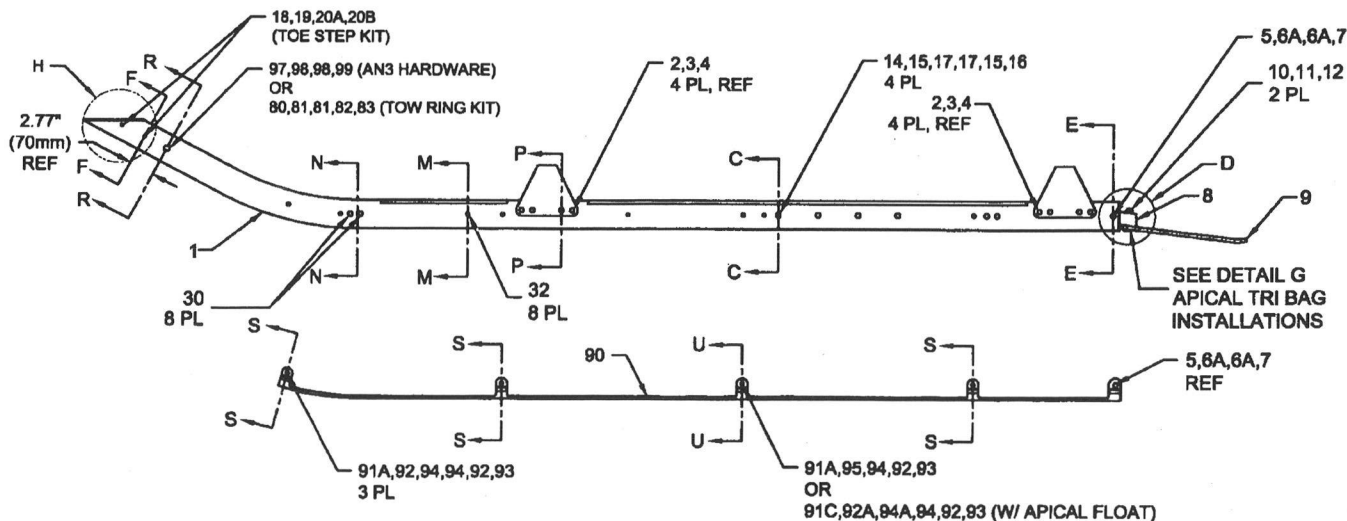 18,19,20A,20B
(TOE STEP KIT)
H
R
F
97,98,98,99 (AN3 HARDWARE)
OR
80,81,81,82,83 (TOW RING KIT)
2.77"
(70mm)
REF
F
R
2,3,4
4 PL, REF
14,15,17,17,15,16
4 PL
2,3,4
4 PL, REF
5,6A,6A,7
10,11,12
2 PL
D
8
9
N
M
P
C
E
1
N
M
P
C
E
30
8 PL
32
8 PL
SEE DETAIL G
APICAL TRI BAG
INSTALLATIONS
S
S
U
S
90
5,6A,6A,7
REF
S
S
U
S
91A,92,94,94,92,93
3 PL
91A,95,94,92,93
OR
91C,92A,94A,94,92,93 (W/ APICAL FLOAT)